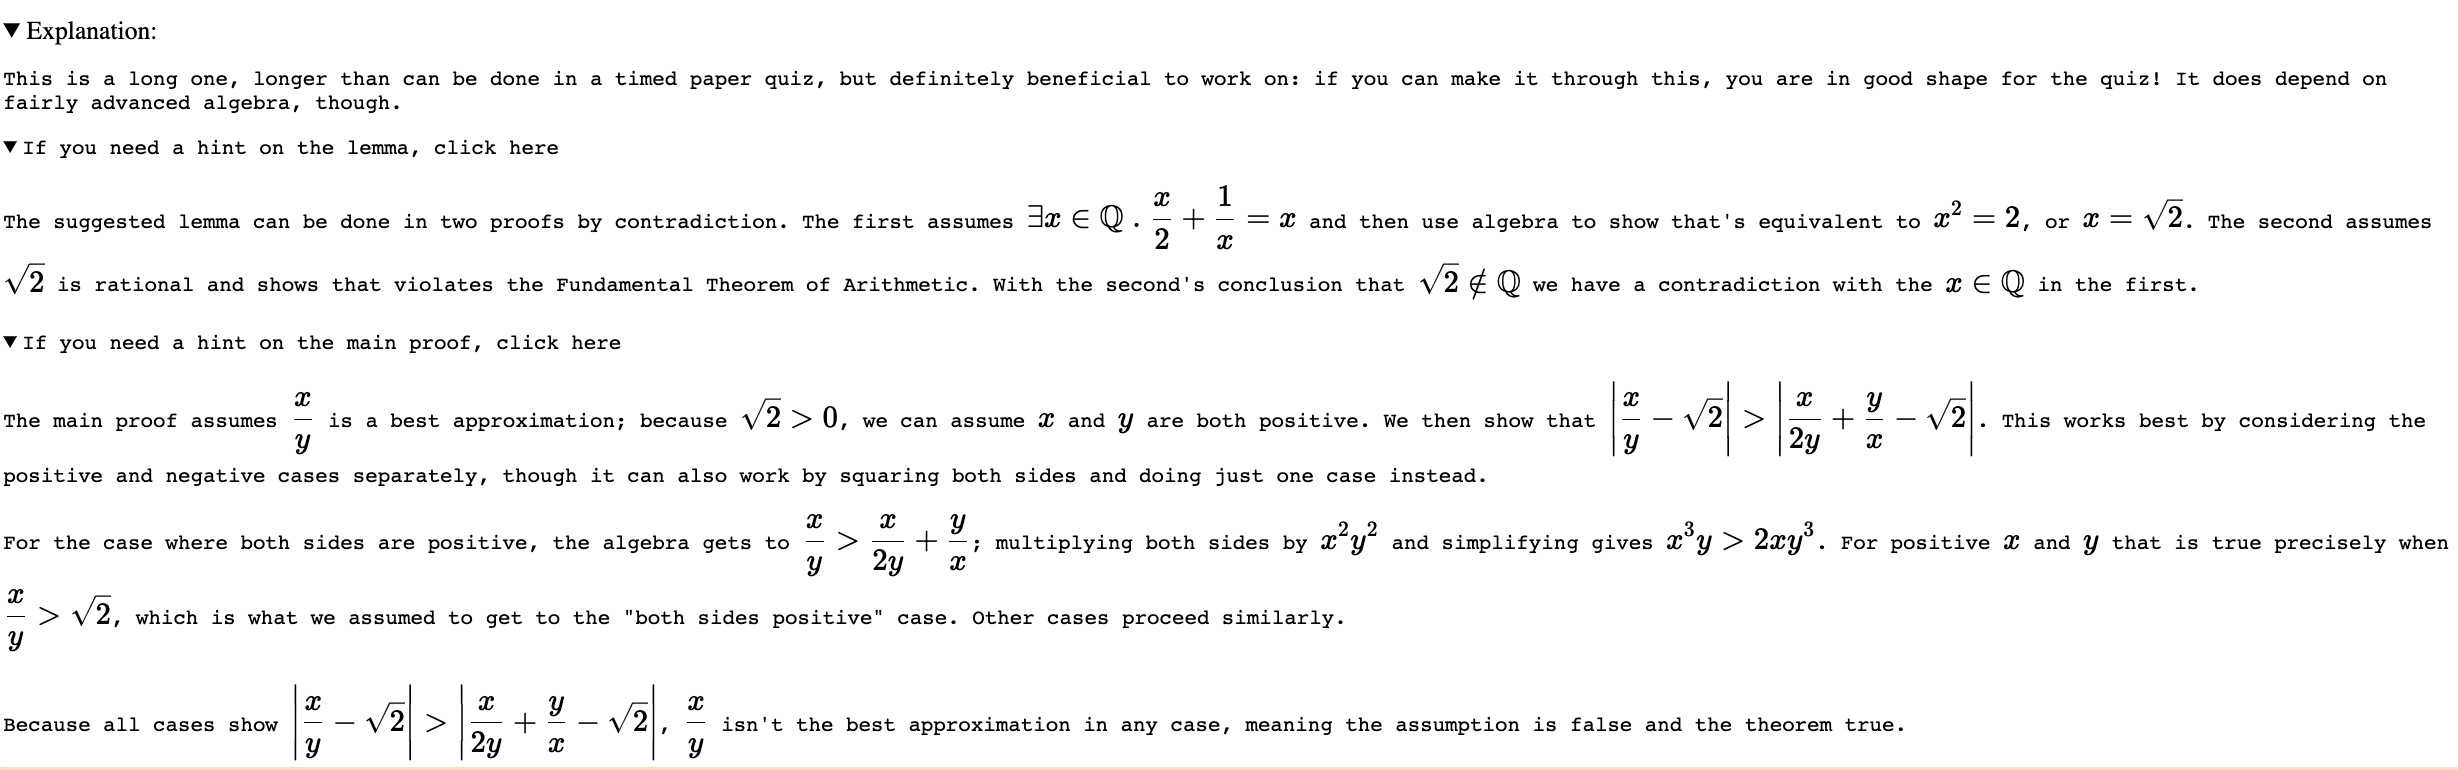 ▼ Explanation:
This is a long one, longer than can be done in a timed paper quiz, but definitely beneficial to work on: if you can make it through this, you are in good shape for the quiz! It does depend on
fairly advanced algebra, though.
▼ If you need a hint on the lemma, click here
The suggested lemma can be done in two proofs by contradiction. The first assumes $\exists x \in \mathbb{Q} . \frac{x}{2} + \frac{1}{x} = x$ and then use algebra to show that's equivalent to $x^2 = 2$, or $x = \sqrt{2}$. The second assumes
$\sqrt{2}$ is rational and shows that violates the Fundamental Theorem of Arithmetic. With the second's conclusion that $\sqrt{2} \notin \mathbb{Q}$ we have a contradiction with the $x \in \mathbb{Q}$ in the first.
▼ If you need a hint on the main proof, click here
The main proof assumes $\frac{x}{y}$ is a best approximation; because $\sqrt{2} > 0$, we can assume $x$ and $y$ are both positive. We then show that $\left|\frac{x}{y} - \sqrt{2}\right| > \left|\frac{x}{2y} + \frac{y}{x} - \sqrt{2}\right|$. This works best by considering the
positive and negative cases separately, though it can also work by squaring both sides and doing just one case instead.
For the case where both sides are positive, the algebra gets to $\frac{x}{y} > \frac{x}{2y} + \frac{y}{x}$; multiplying both sides by $x^2y^2$ and simplifying gives $x^3y > 2xy^3$. For positive $x$ and $y$ that is true precisely when
$\frac{x}{y} > \sqrt{2}$, which is what we assumed to get to the "both sides positive" case. Other cases proceed similarly.
Because all cases show $\left|\frac{x}{y} - \sqrt{2}\right| > \left|\frac{x}{2y} + \frac{y}{x} - \sqrt{2}\right|$, $\frac{x}{y}$ isn't the best approximation in any case, meaning the assumption is false and the theorem true.